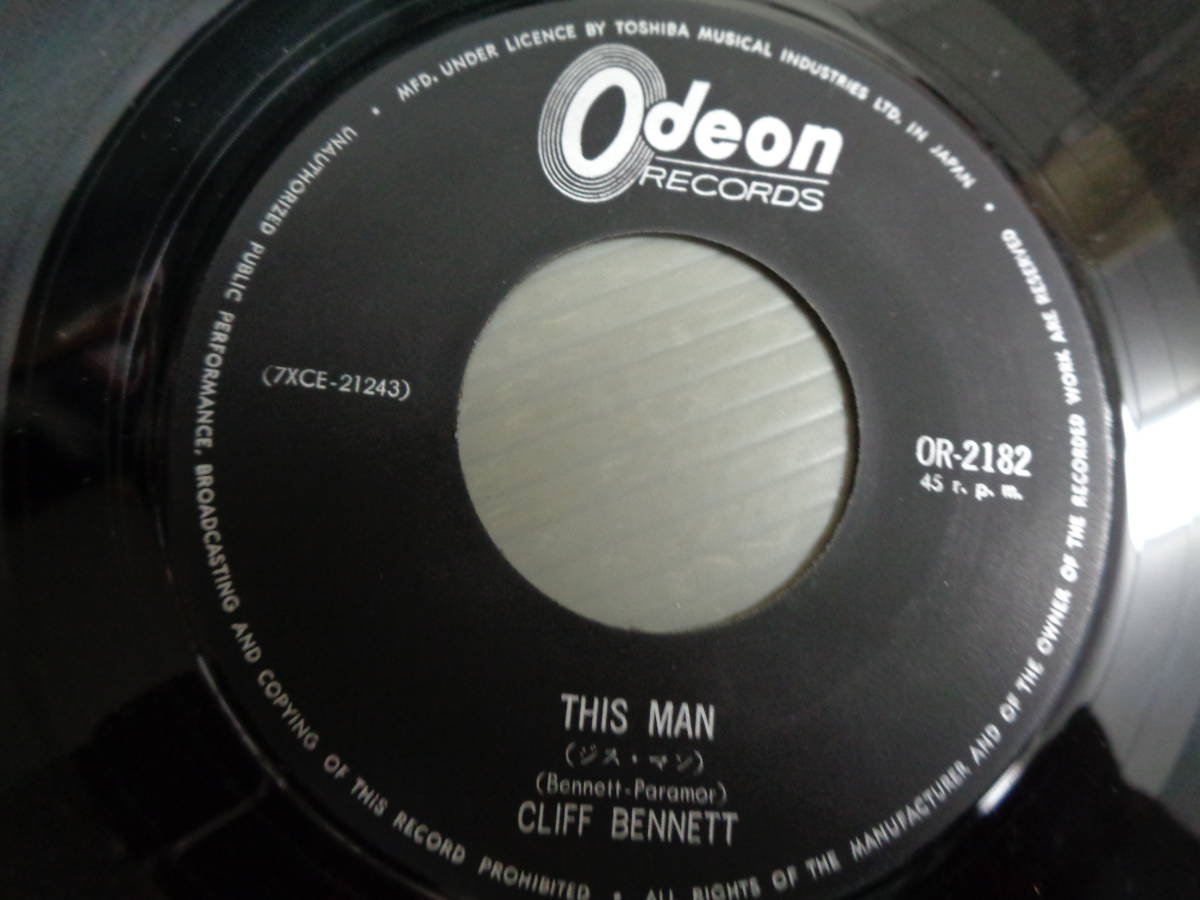 MFD. UNDER LICENCE BY TOSHIBA MUSICAL INDUSTRIES LTD. IN JAPAN •
Odeon
RECORDS
(7XCE-21243)
OR-2182
45 r. p. m.
THIS MAN
(ジス・マン)
(Bennett-Paramor)
CLIFF BENNETT
UNAUTHORIZED PUBLIC PERFORMANCE, BROADCASTING AND COPYING OF THIS RECORD PROHIBITED • ALL RIGHTS OF THE MANUFACTURER AND OF THE OWNER OF THE RECORDED WORK ARE RESERVED •